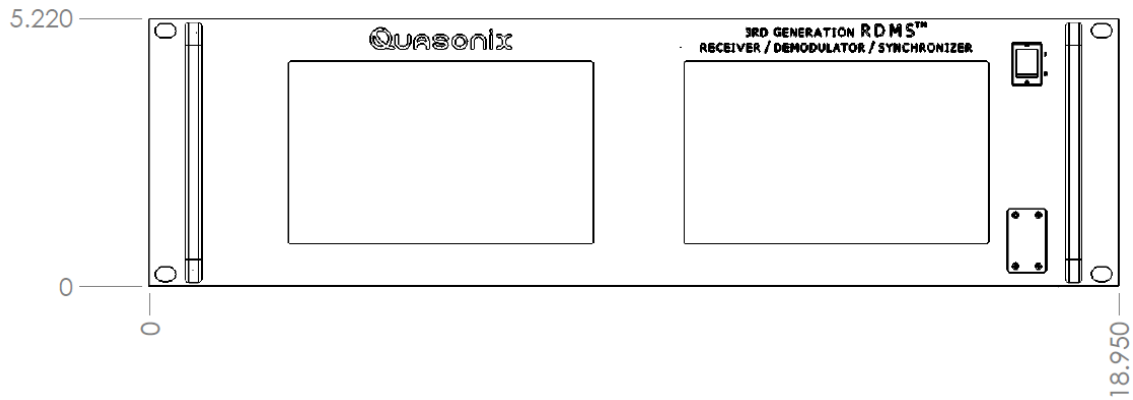 5.220
Quasonix
3RD GENERATION RDMS™
RECEIVER / DEMODULATOR / SYNCHRONIZER
0
0
18.950